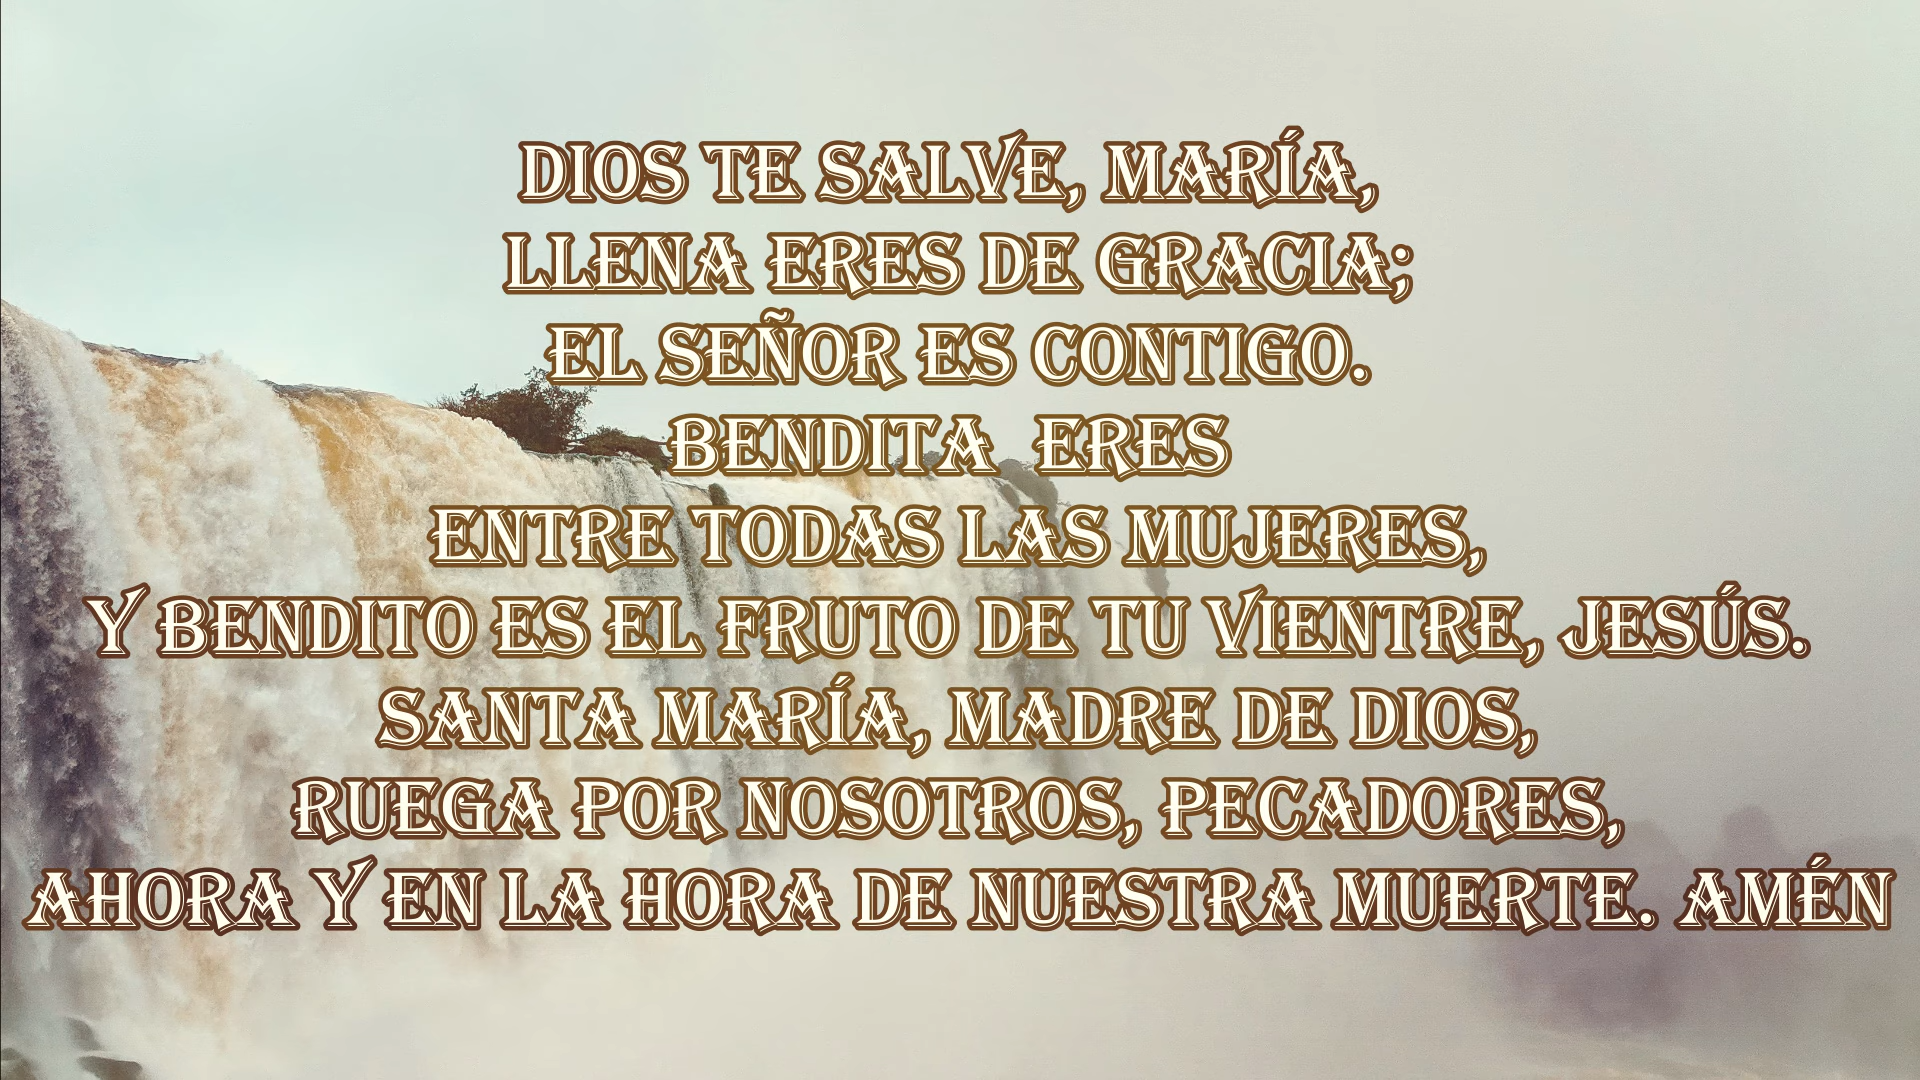 DIOS TE SALVE, MARÍA,
LLENA ERES DE GRACIA;
EL SEÑOR ES CONTIGO.
BENDITA  ERES
ENTRE TODAS LAS MUJERES,
Y BENDITO ES EL FRUTO DE TU VIENTRE, JESÚS.
SANTA MARÍA, MADRE DE DIOS,
RUEGA POR NOSOTROS, PECADORES,
AHORA Y EN LA HORA DE NUESTRA MUERTE. AMÉN